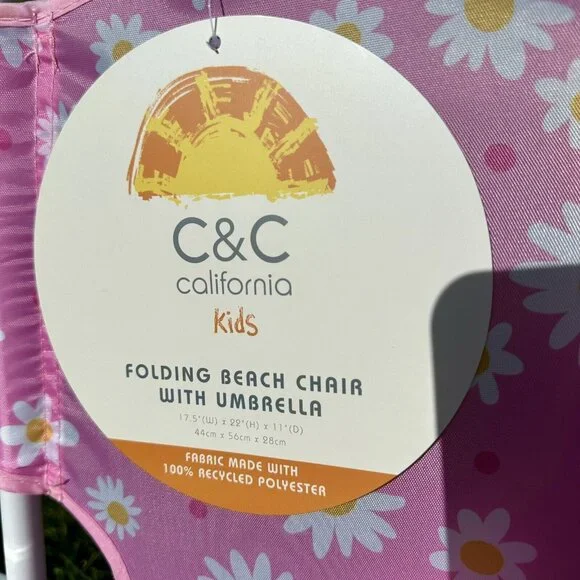 C&C
california
Kids
FOLDING BEACH CHAIR
WITH UMBRELLA
17.5"(W) x 22"(H) x 11"(D)
44cm x 56cm x 28cm
FABRIC MADE WITH
100% RECYCLED POLYESTER